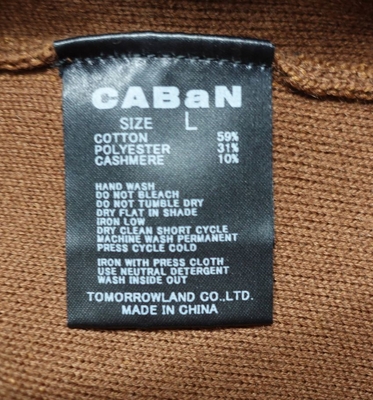 CABaN
SIZE L
COTTON 59%
POLYESTER 31%
CASHMERE 10%
HAND WASH
DO NOT BLEACH
DO NOT TUMBLE DRY
DRY FLAT IN SHADE
IRON LOW
DRY CLEAN SHORT CYCLE
MACHINE WASH PERMANENT
PRESS CYCLE COLD
IRON WITH PRESS CLOTH
USE NEUTRAL DETERGENT
WASH INSIDE OUT
TOMORROWLAND CO.,LTD.
MADE IN CHINA